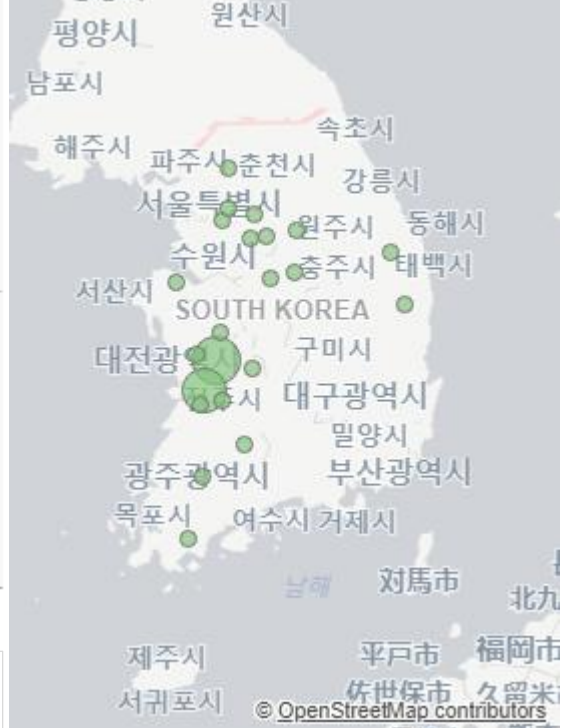 원산시
평양시
남포시
속초시
해주시 파주시 춘천시
강릉시
서울특별시 동해시
원주시
수원시
충주시 태백시
서산시
SOUTH KOREA
구미시
대전광
대구광역시
밀양시
광주광역시 부산광역시
목포시 여수시 거제시
対馬市
남해
제주시 平戸市 福岡市
서귀포시 佐世保市 久留米
© OpenStreetMap contributors